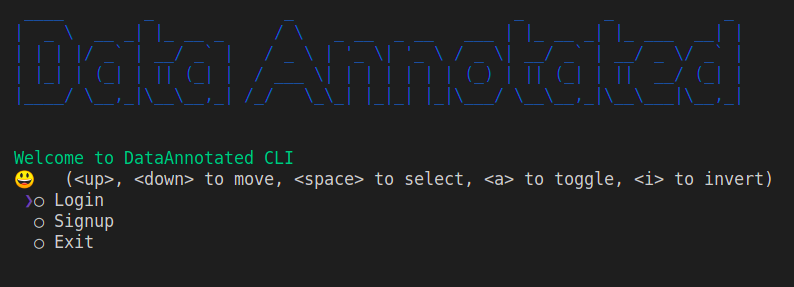 Data Annotated
Welcome to DataAnnotated CLI
😃 (<up>, <down> to move, <space> to select, <a> to toggle, <i> to invert)
❯○ Login
○ Signup
○ Exit